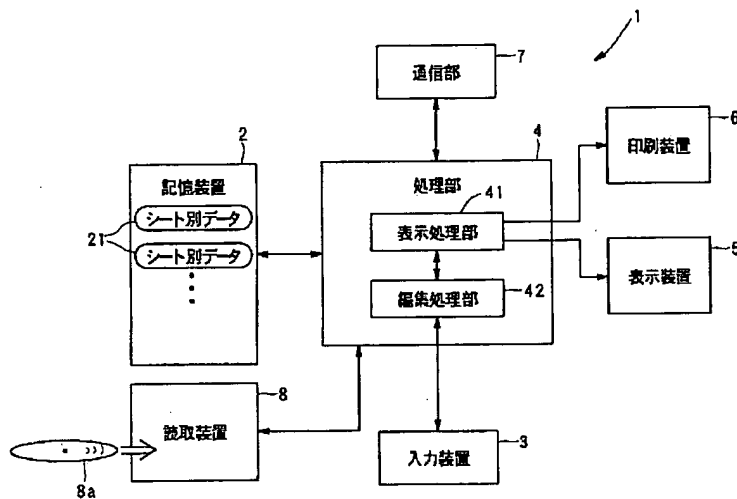 1
7
通信部
2
4
6
記憶装置
処理部
印刷装置
シート別データ
41
表示処理部
21
シート別データ
5
表示装置
編集処理部
42
8
読取装置
入力装置
3
8a